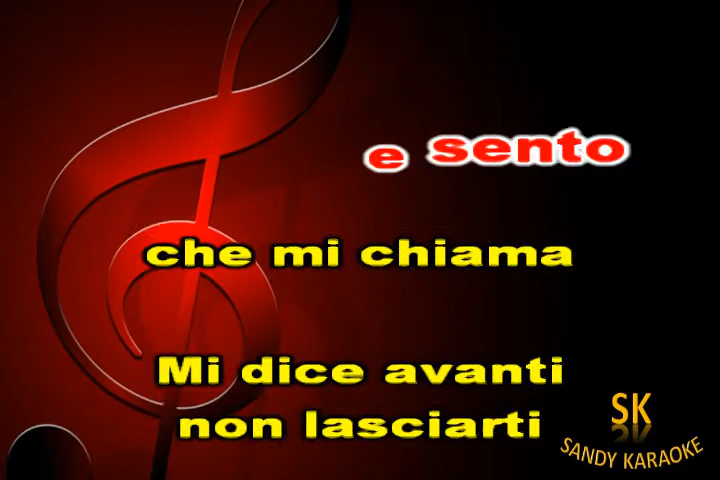 e sento
che mi chiama
Mi dice avanti
non lasciarti
SK
SANDY KARAOKE